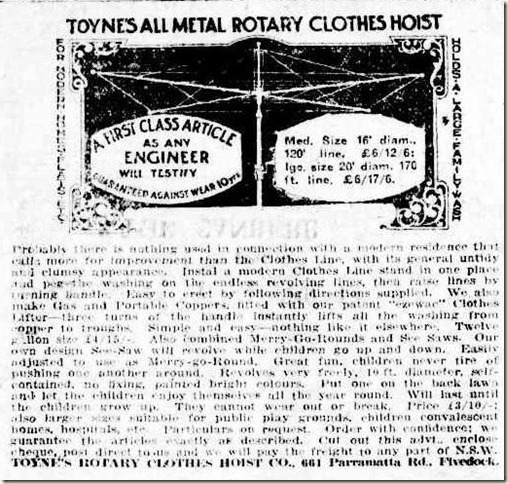 TOYNE'S ALL METAL ROTARY CLOTHES HOIST
FOR MODERN HOMES FLATS ETC
HOLDS A LARGE FAMILY WASH
A FIRST CLASS ARTICLE
AS ANY
ENGINEER
WILL TESTIFY
GUARANTEED AGAINST WEAR 10 YRS
Med. Size 16' diam.,
120' line. £6/12/6:
lge. size 20' diam. 170
ft. line. £6/17/6.
Probably there is nothing used in connection with a modern residence that
calls more for improvement than the Clothes Line, with its general untidy
and clumsy appearance. Instal a modern Clothes Line stand in one place
and peg the washing on the endless revolving lines, then raise lines by
turning handle. Easy to erect by following directions supplied. We also
make Gas and Portable Coppers, fitted with our patent "ezewac" Clothes
Lifter—three turns of the handle instantly lifts all the washing from
copper to troughs. Simple and easy—nothing like it elsewhere. Twelve
gallon size £4/15/-. Also combined Merry-Go-Rounds and See Saws. Our
own design See-Saw will revolve while children go up and down. Easily
adjusted to use as Merry-go-Round. Great fun, children never tire of
pushing one another around. Revolves very freely, 10 ft. diameter, self-
contained, no fixing, painted bright colours. Put one on the back lawn
and let the children enjoy themselves all the year round. Will last until
the children grow up. They cannot wear out or break. Price £3/10/-;
also larger sizes suitable for public play grounds, children convalescent
homes, hospitals, etc. Particulars on request. Order with confidence; we
guarantee the articles exactly as described. Cut out this advt., enclose
cheque, post direct to us and we will pay the freight to any part of N.S.W.
TOYNE'S ROTARY CLOTHES HOIST CO., 661 Parramatta Rd., Fivedock.